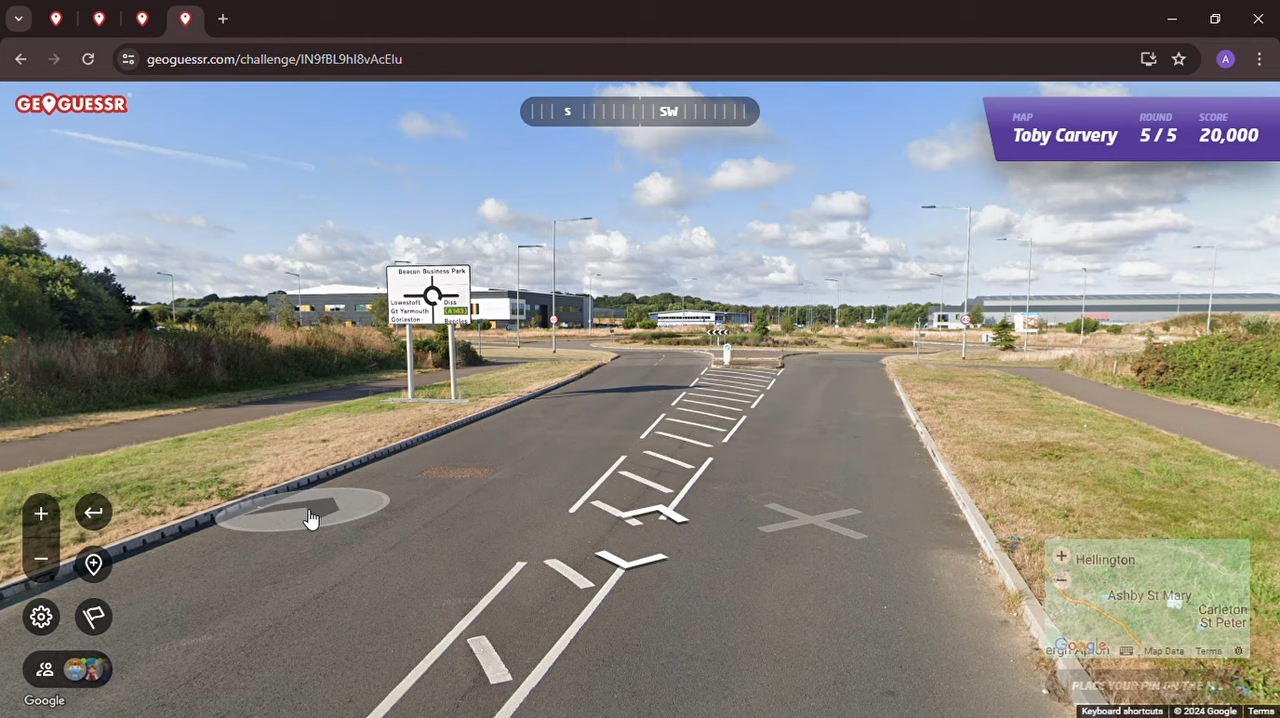 geoguessr.com/challenge/IN9fBL9hI8vAcEIu
A
GEOGUESSR
S
SW
MAP
Toby Carvery
ROUND
5 / 5
SCORE
20,000
Beacon Business Park
Lowestoft
Gt Yarmouth
Gorleston
Diss
(A143)
Beccles
Hellington
Ashby St Mary
Carleton
St Peter
Google
Map Data
Terms
PLACE YOUR PIN ON THE M
Google
Keyboard shortcuts
© 2024 Google
Terms